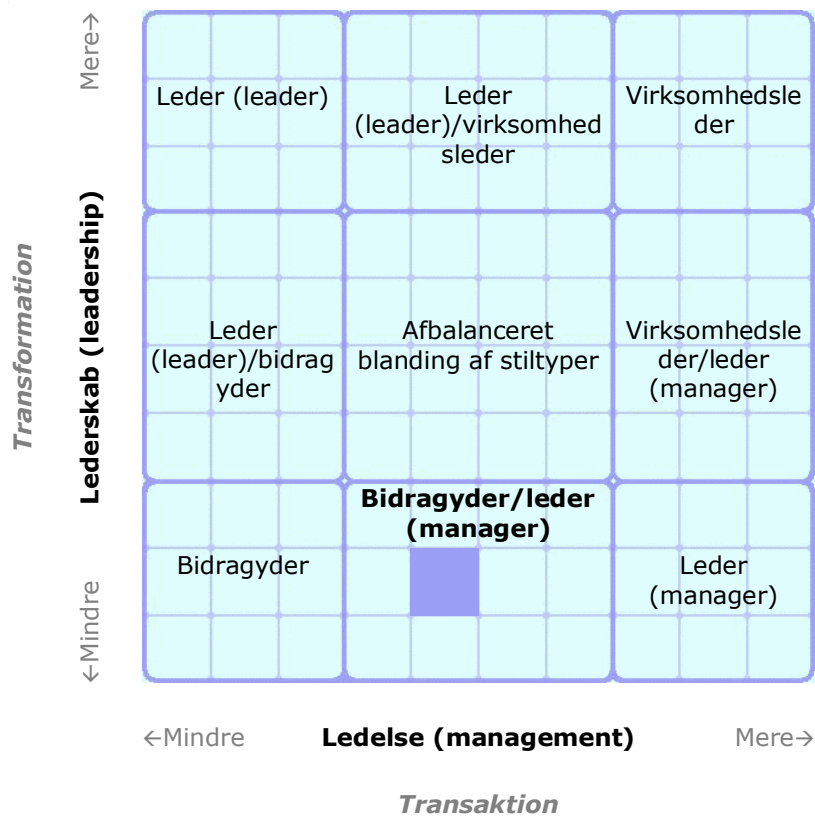 Mere→
Leder (leader)
Leder
(leader)/virksomhed
sleder
Virksomhedsle
der
Transformation
Lederskab (leadership)
Leder
(leader)/bidrag
yder
Afbalanceret
blanding af stiltyper
Virksomhedsle
der/leder
(manager)
Bidragyder/leder
(manager)
Bidragyder
Leder
(manager)
←Mindre
←Mindre
Ledelse (management)
Mere→
Transaktion